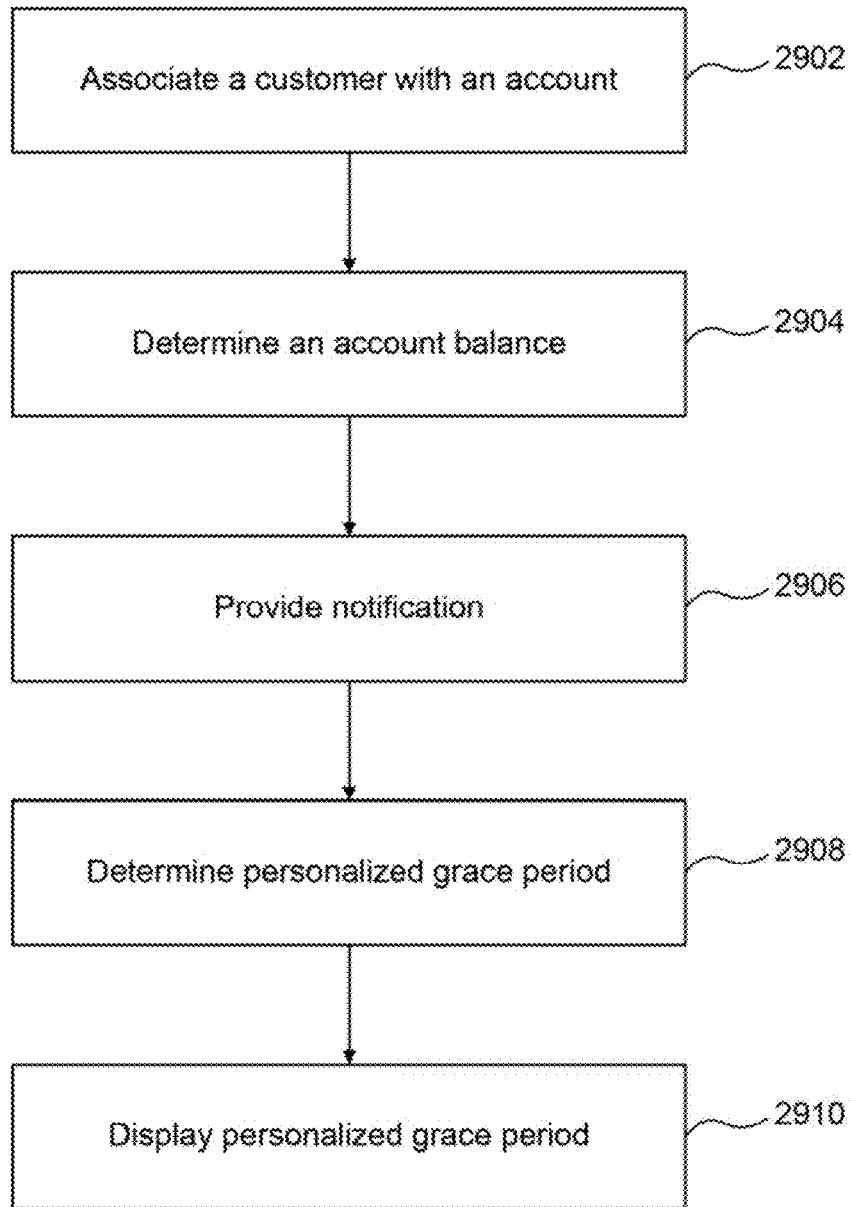 Associate a customer with an account
2902
Determine an account balance
2904
Provide notification
2906
Determine personalized grace period
2908
Display personalized grace period
2910